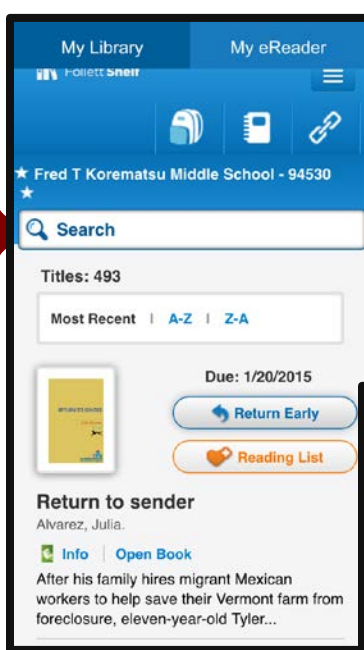 My Library My eReader
Follett Shelf
★ Fred T Korematsu Middle School - 94530
★
Search
Titles: 493
Most Recent | A-Z | Z-A
Due: 1/20/2015
Return Early
Reading List
Return to sender
Alvarez, Julia.
Info | Open Book
After his family hires migrant Mexican
workers to help save their Vermont farm from
foreclosure, eleven-year-old Tyler...